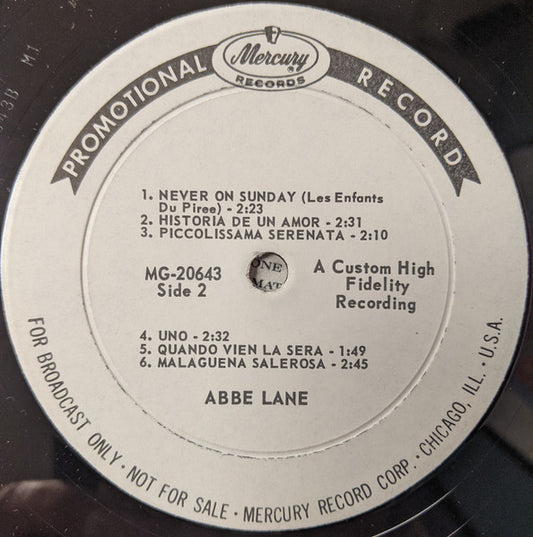 PROMOTIONAL
Mercury
®
RECORDS
RECORD
1. NEVER ON SUNDAY (Les Enfants
Du Piree) - 2:23
2. HISTORIA DE UN AMOR - 2:31
3. PICCOLISSAMA SERENATA - 2:10
MG-20643
Side 2
ONE
MAT
A Custom High
Fidelity
Recording
4. UNO - 2:32
5. QUANDO VIEN LA SERA - 1:49
6. MALAGUENA SALEROSA - 2:45
ABBE LANE
FOR BROADCAST ONLY • NOT FOR SALE • MERCURY RECORD CORP. • CHICAGO, ILL. • U.S.A.
M1